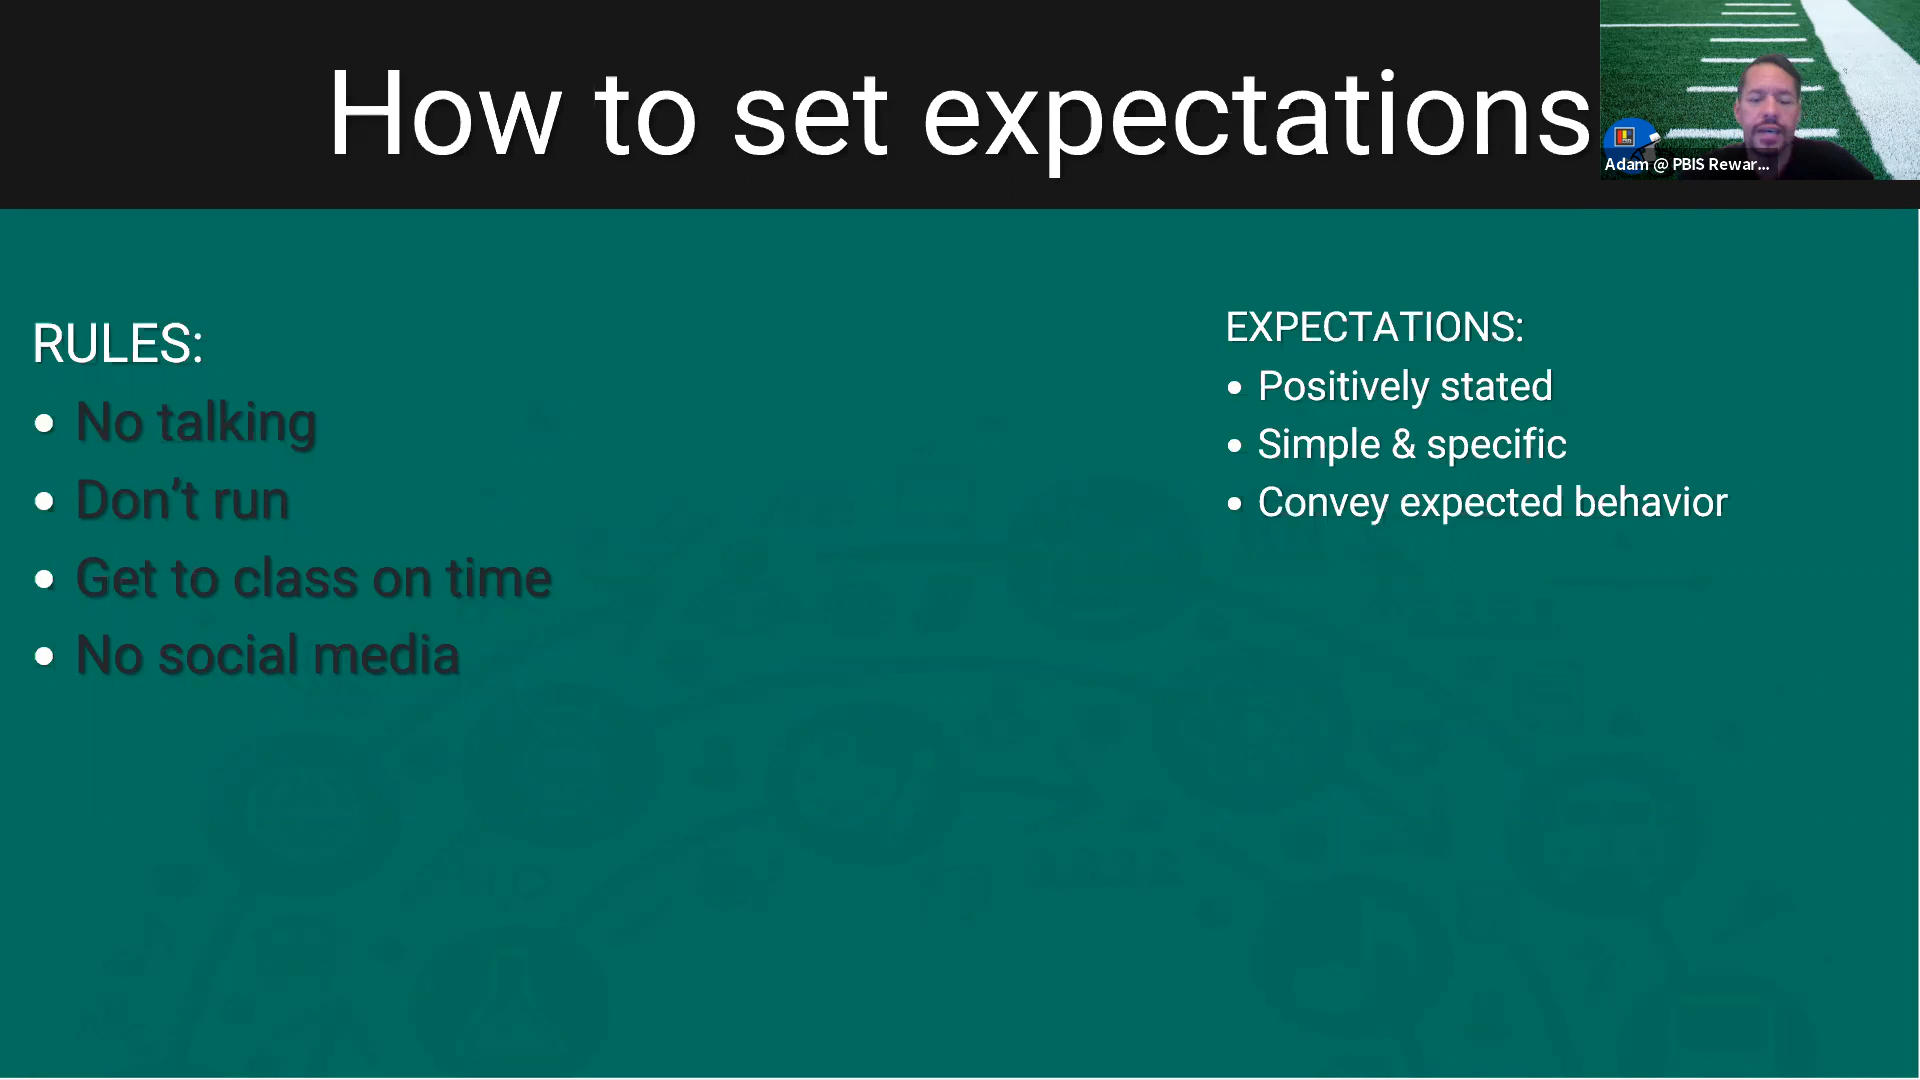 How to set expectations
Adam @ PBIS Rewar...
RULES:
• No talking
• Don’t run
• Get to class on time
• No social media
EXPECTATIONS:
• Positively stated
• Simple & specific
• Convey expected behavior